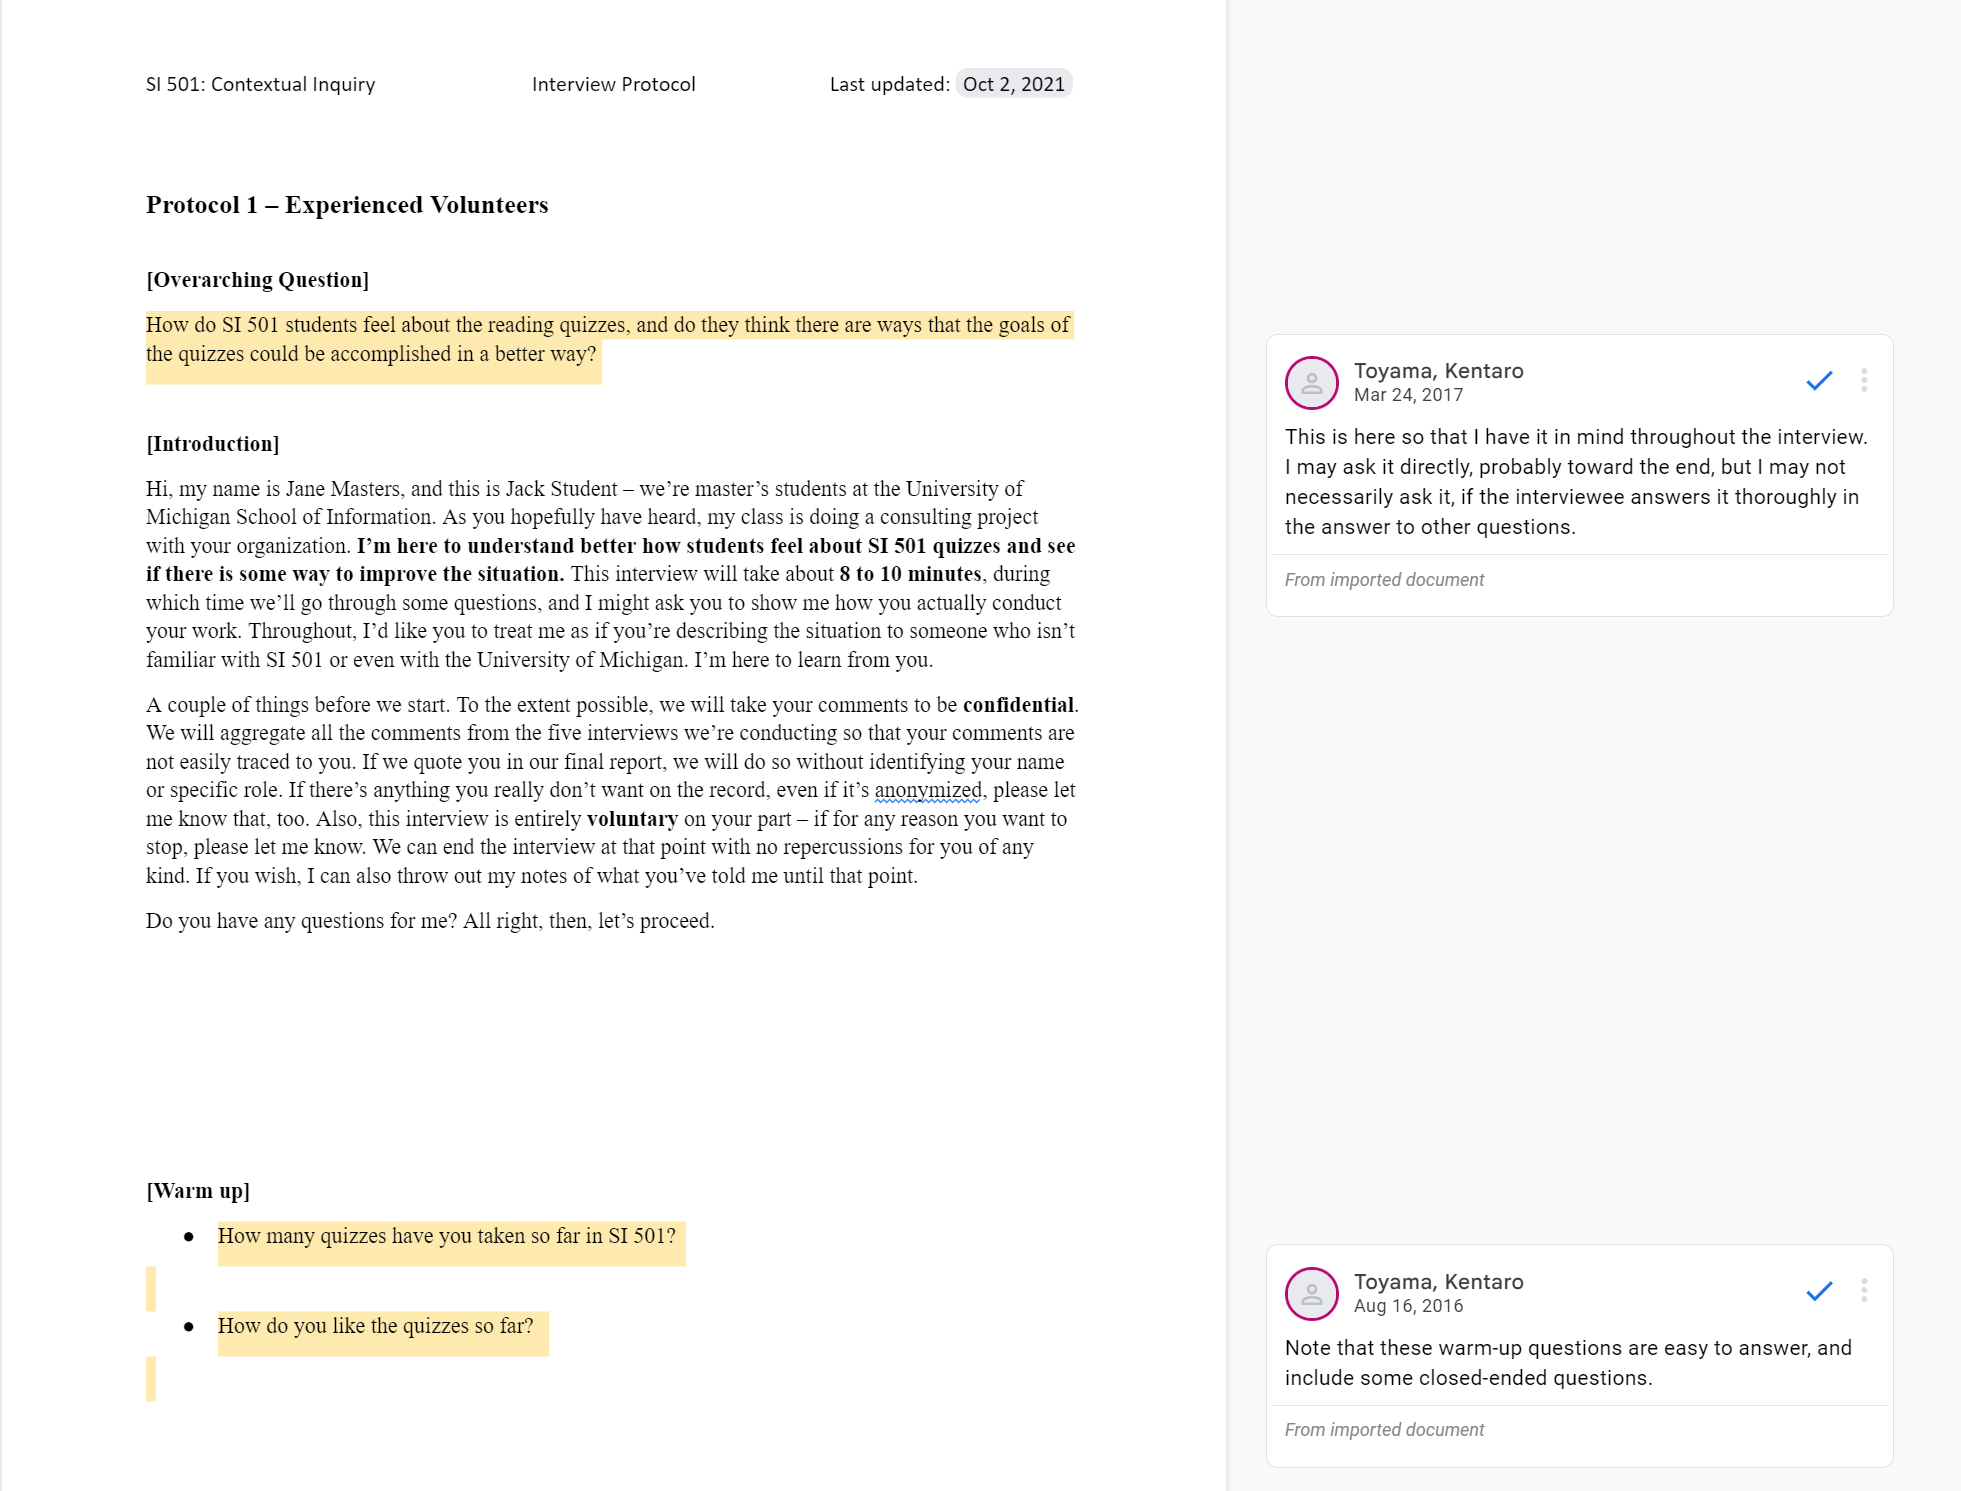 SI 501: Contextual Inquiry Interview Protocol Last updated: Oct 2, 2021
Protocol 1 – Experienced Volunteers
[Overarching Question]
How do SI 501 students feel about the reading quizzes, and do they think there are ways that the goals of
the quizzes could be accomplished in a better way?
[Introduction]
Hi, my name is Jane Masters, and this is Jack Student – we’re master’s students at the University of
Michigan School of Information. As you hopefully have heard, my class is doing a consulting project
with your organization. I’m here to understand better how students feel about SI 501 quizzes and see
if there is some way to improve the situation. This interview will take about 8 to 10 minutes, during
which time we’ll go through some questions, and I might ask you to show me how you actually conduct
your work. Throughout, I’d like you to treat me as if you’re describing the situation to someone who isn’t
familiar with SI 501 or even with the University of Michigan. I’m here to learn from you.
A couple of things before we start. To the extent possible, we will take your comments to be confidential.
We will aggregate all the comments from the five interviews we’re conducting so that your comments are
not easily traced to you. If we quote you in our final report, we will do so without identifying your name
or specific role. If there’s anything you really don’t want on the record, even if it’s anonymized, please let
me know that, too. Also, this interview is entirely voluntary on your part – if for any reason you want to
stop, please let me know. We can end the interview at that point with no repercussions for you of any
kind. If you wish, I can also throw out my notes of what you’ve told me until that point.
Do you have any questions for me? All right, then, let’s proceed.
[Warm up]
● How many quizzes have you taken so far in SI 501?
● How do you like the quizzes so far?
Toyama, Kentaro
Mar 24, 2017
This is here so that I have it in mind throughout the interview.
I may ask it directly, probably toward the end, but I may not
necessarily ask it, if the interviewee answers it thoroughly in
the answer to other questions.
From imported document
Toyama, Kentaro
Aug 16, 2016
Note that these warm-up questions are easy to answer, and
include some closed-ended questions.
From imported document